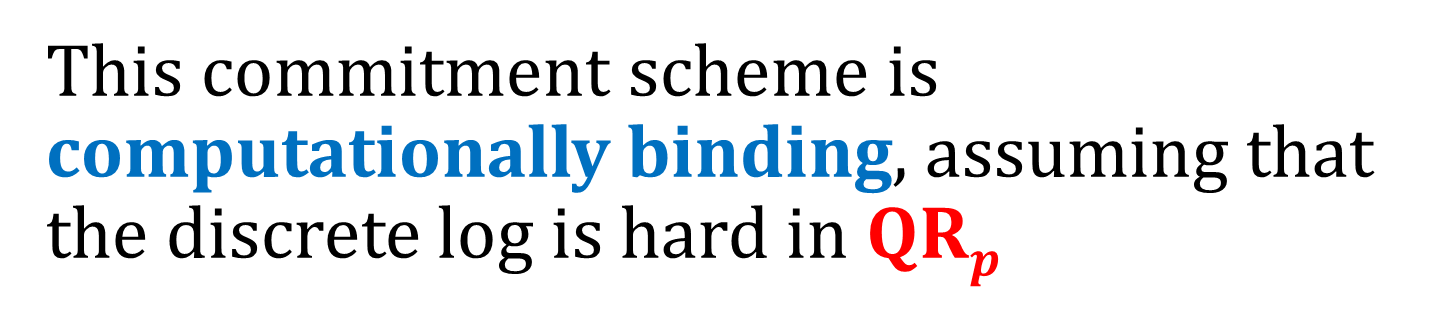 This commitment scheme is
computationally binding, assuming that
the discrete log is hard in QRₚ